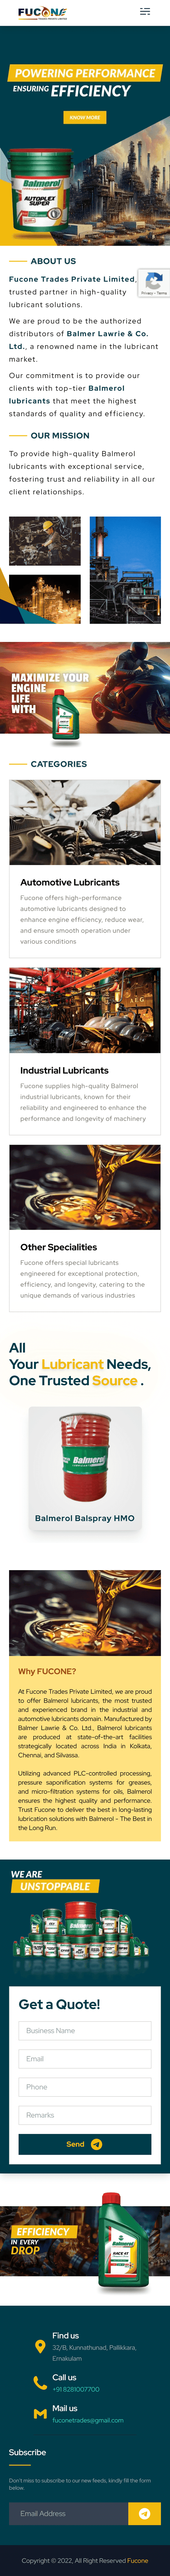 FUCONE
POWERING PERFORMANCE
ENSURING EFFICIENCY
KNOW MORE
Balmerol
AUTOPLEX
SUPER
ABOUT US
Fucone Trades Private Limited,
trusted partner in high-quality
lubricant solutions.
Privacy - Terms
We are proud to be the authorized
distributors of Balmer Lawrie & Co.
Ltd., a renowned name in the lubricant
market.
Our commitment is to provide our
clients with top-tier Balmerol
lubricants that meet the highest
standards of quality and efficiency.
OUR MISSION
To provide high-quality Balmerol
lubricants with exceptional service,
fostering trust and reliability in all our
client relationships.
MAXIMIZE YOUR
ENGINE
LIFE
WITH
CATEGORIES
Automotive Lubricants
Fucone offers high-performance
automotive lubricants designed to
enhance engine efficiency, reduce wear,
and ensure smooth operation under
various conditions
AEG
Industrial Lubricants
Fucone supplies high-quality Balmerol
industrial lubricants, known for their
reliability and engineered to enhance the
performance and longevity of machinery
Other Specialities
Fucone offers special lubricants
engineered for exceptional protection,
efficiency, and longevity, catering to the
unique demands of various industries
All
Your Lubricant Needs,
One Trusted Source .
Balmerol
Balmerol Balspray HMO
Why FUCONE?
At Fucone Trades Private Limited, we are proud
to offer Balmerol lubricants, the most trusted
and experienced brand in the industrial and
automotive lubricants domain. Manufactured by
Balmer Lawrie & Co. Ltd., Balmerol lubricants
are produced at state-of-the-art facilities
strategically located across India in Kolkata,
Chennai, and Silvassa.
Utilizing advanced PLC-controlled processing,
pressure saponification systems for greases,
and micro-filtration systems for oils, Balmerol
ensures the highest quality and performance.
Trust Fucone to deliver the best in long-lasting
lubrication solutions with Balmerol - The Best in
the Long Run.
WE ARE
UNSTOPPABLE
Balmerol
Get a Quote!
Business Name
Email
Phone
Remarks
Send
EFFICIENCY
IN EVERY
DROP
Balmerol
Find us
32/B, Kunnathunad, Pallikkara,
Ernakulam
Call us
+91 8281007700
Mail us
fuconetrades@gmail.com
Subscribe
Don't miss to subscribe to our new feeds, kindly fill the form
below.
Email Address
Copyright © 2022, All Right Reserved Fucone